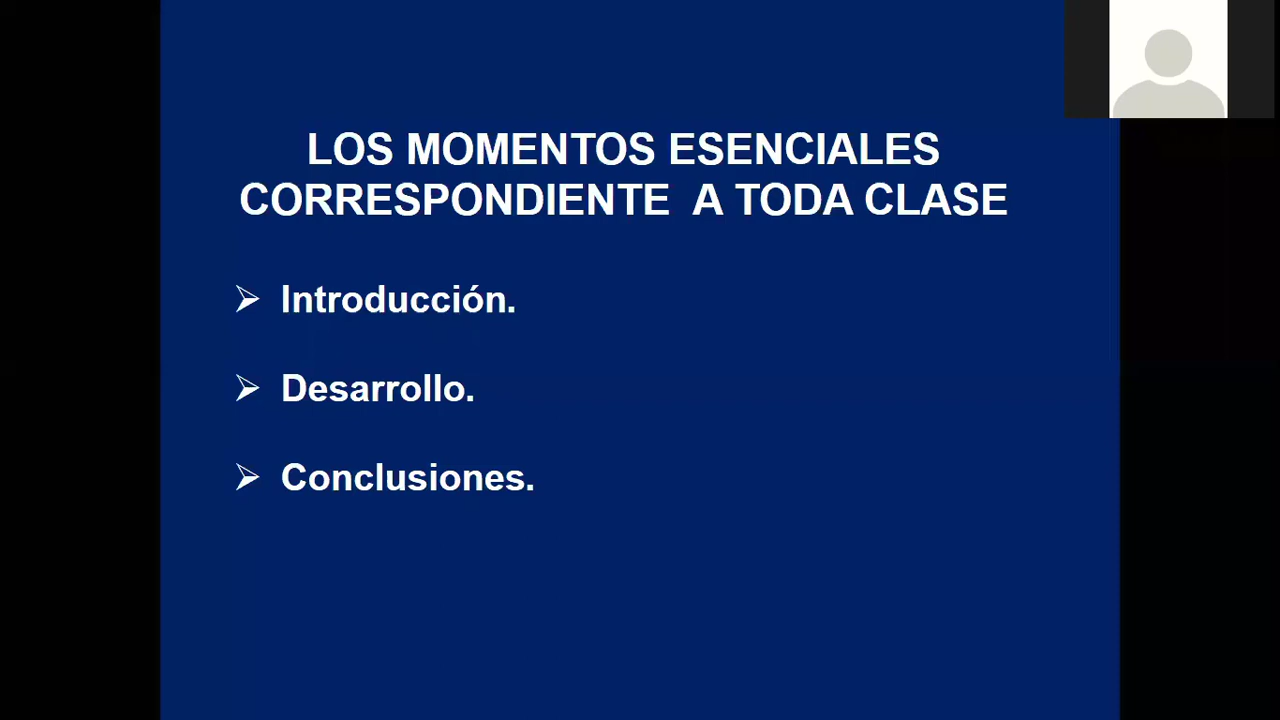 LOS MOMENTOS ESENCIALES
CORRESPONDIENTE A TODA CLASE
Introducción.
Desarrollo.
Conclusiones.